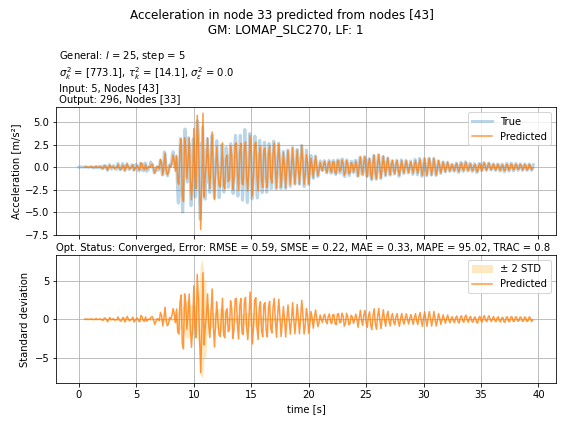 Acceleration in node 33 predicted from nodes [43]
GM: LOMAP_SLC270, LF: 1
General: l = 25, step = 5
σ²ₖ = [773.1], τ²ₖ = [14.1], σ²ε = 0.0
Input: 5, Nodes [43]
Output: 296, Nodes [33]
Acceleration [m/s²]
5.0
2.5
0.0
−2.5
−5.0
−7.5
True
Predicted
Opt. Status: Converged, Error: RMSE = 0.59, SMSE = 0.22, MAE = 0.33, MAPE = 95.02, TRAC = 0.8
Standard deviation
5
0
−5
± 2 STD
Predicted
0 5 10 15 20 25 30 35 40
time [s]